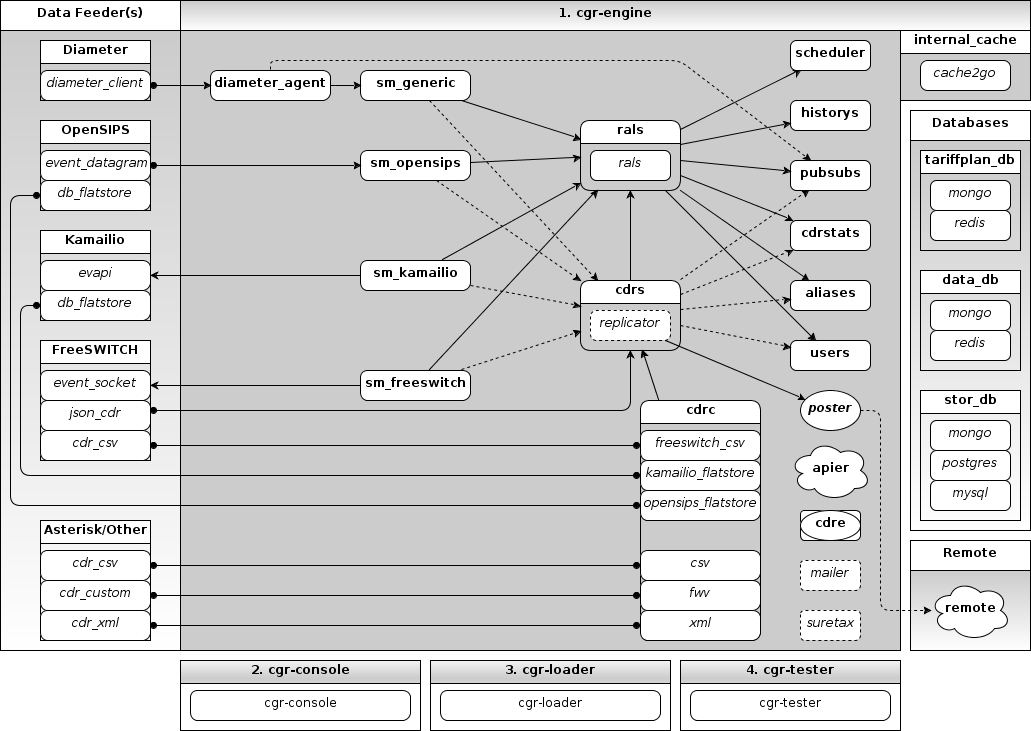 Data Feeder(s)
1. cgr-engine
Diameter
diameter_client
OpenSIPS
event_datagram
db_flatstore
Kamailio
evapi
db_flatstore
FreeSWITCH
event_socket
json_cdr
cdr_csv
Asterisk/Other
cdr_csv
cdr_custom
cdr_xml
diameter_agent
sm_generic
sm_opsips
sm_kamailio
sm_freeswitch
rals
rals
cdrs
replicator
cdrc
freeswitch_csv
kamailio_flatstore
opensips_flatstore
csv
fwv
xml
scheduler
historys
pubsubs
cdrstats
aliases
users
poster
apier
cdre
mailer
suretax
internal_cache
cache2go
Databases
tariffplan_db
mongo
redis
data_db
mongo
redis
stor_db
mongo
postgres
mysql
Remote
remote
2. cgr-console
cgr-console
3. cgr-loader
cgr-loader
4. cgr-tester
cgr-tester